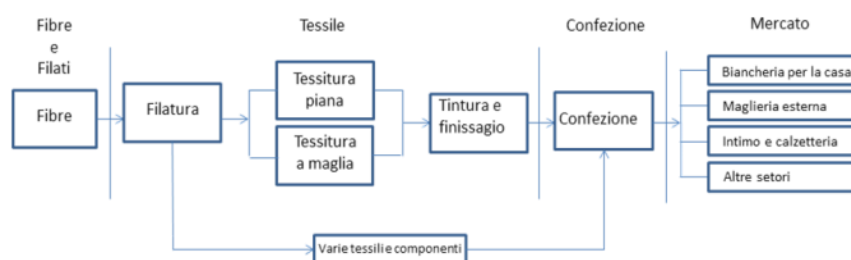 Fibre
e
Filati
Tessile
Confezione
Mercato
Fibre
Filatura
Tessitura
piana
Tessitura
a maglia
Tintura e
finissagio
Confezione
Biancheria per la casa
Maglieria esterna
Intimo e calzetteria
Altre setori
Varie tessili e componenti